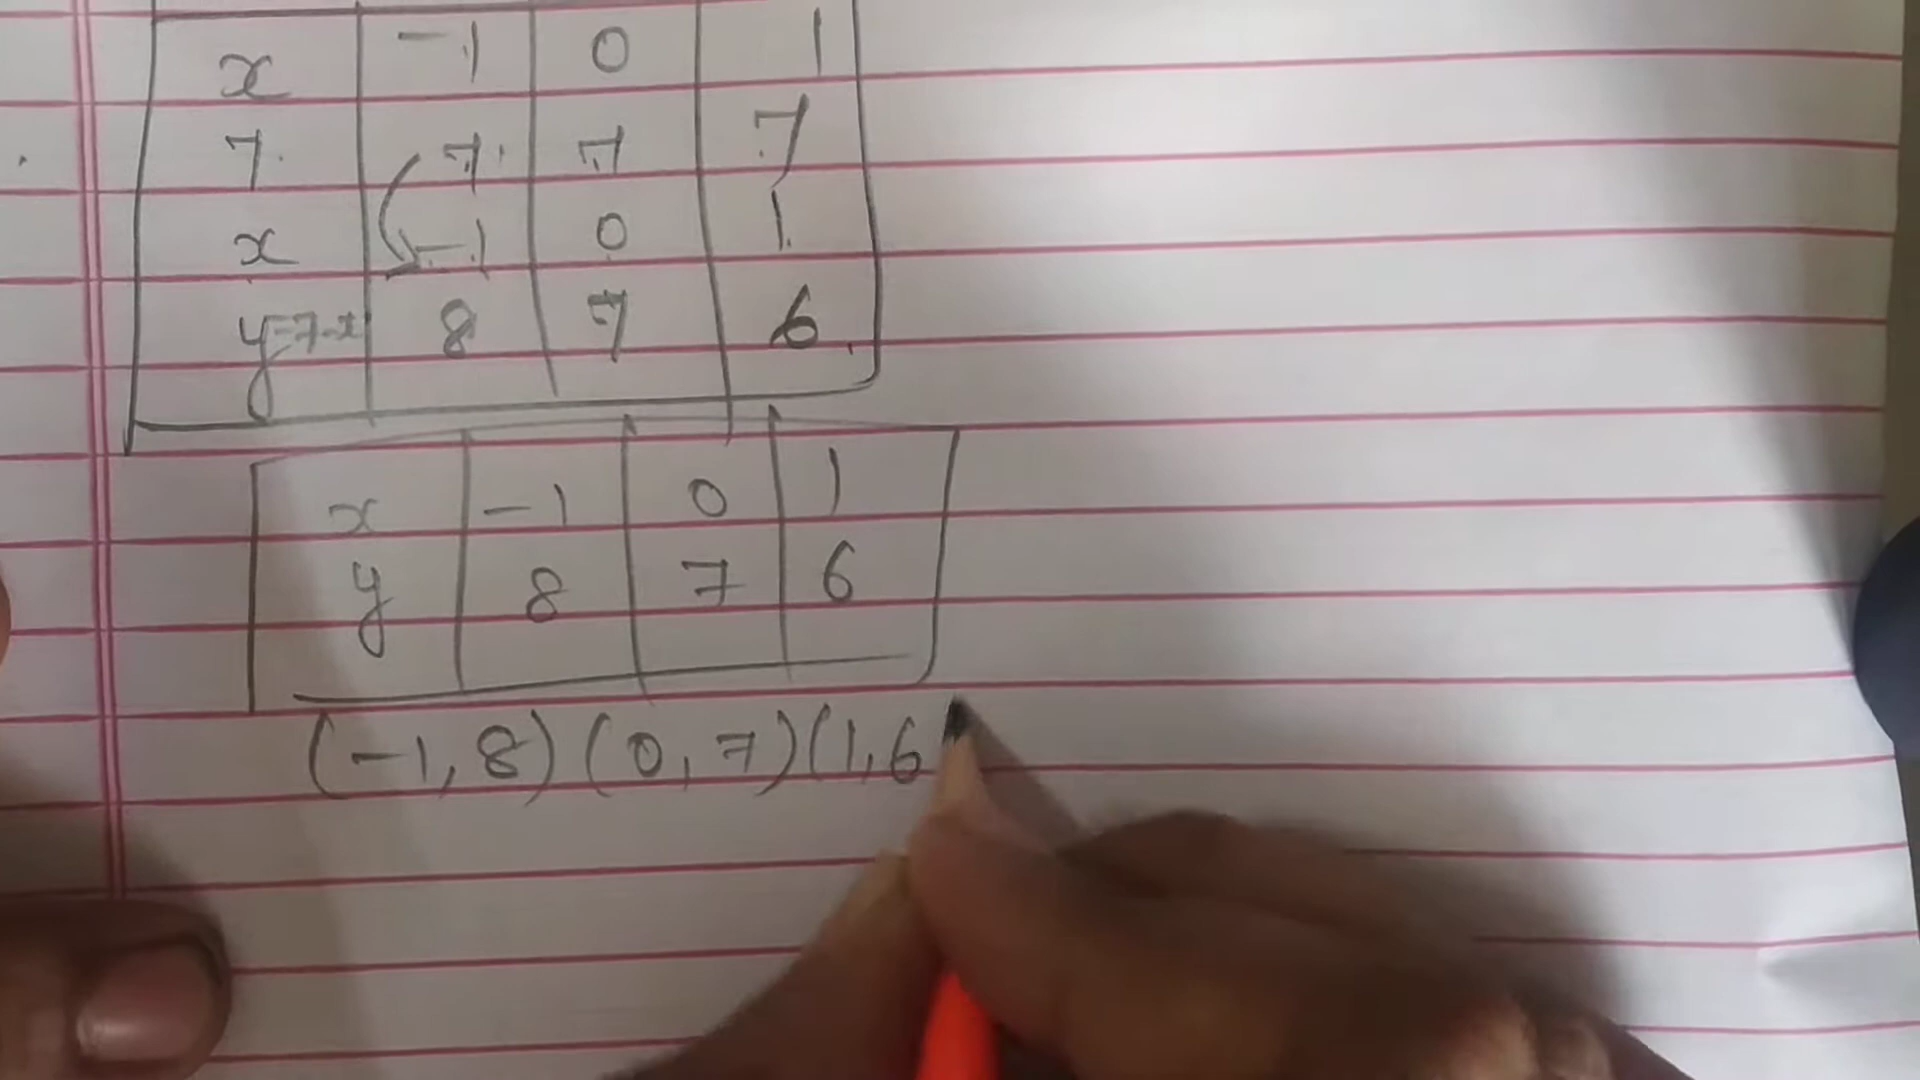 x -1 0 1
7 7 7 7
x -1 0 1
y=7-x 8 7 6
x -1 0 1
y 8 7 6
(-1, 8) (0, 7) (1, 6